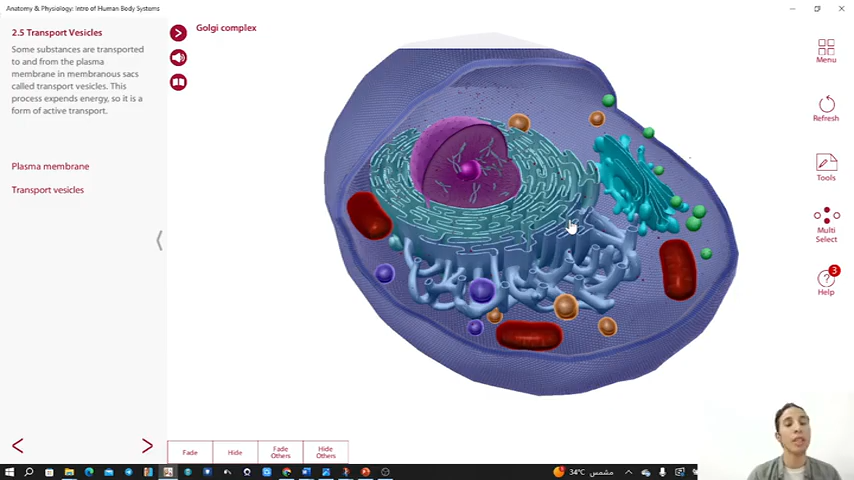 Anatomy & Physiology: Intro of Human Body Systems
2.5 Transport Vesicles
Some substances are transported
to and from the plasma
membrane in membranous sacs
called transport vesicles. This
process expends energy, so it is a
form of active transport.
Plasma membrane
Transport vesicles
Golgi complex
Menu
Refresh
Tools
Multi
Select
3
Help
Fade
Hide
Fade
Others
Hide
Others
34°C مشمس